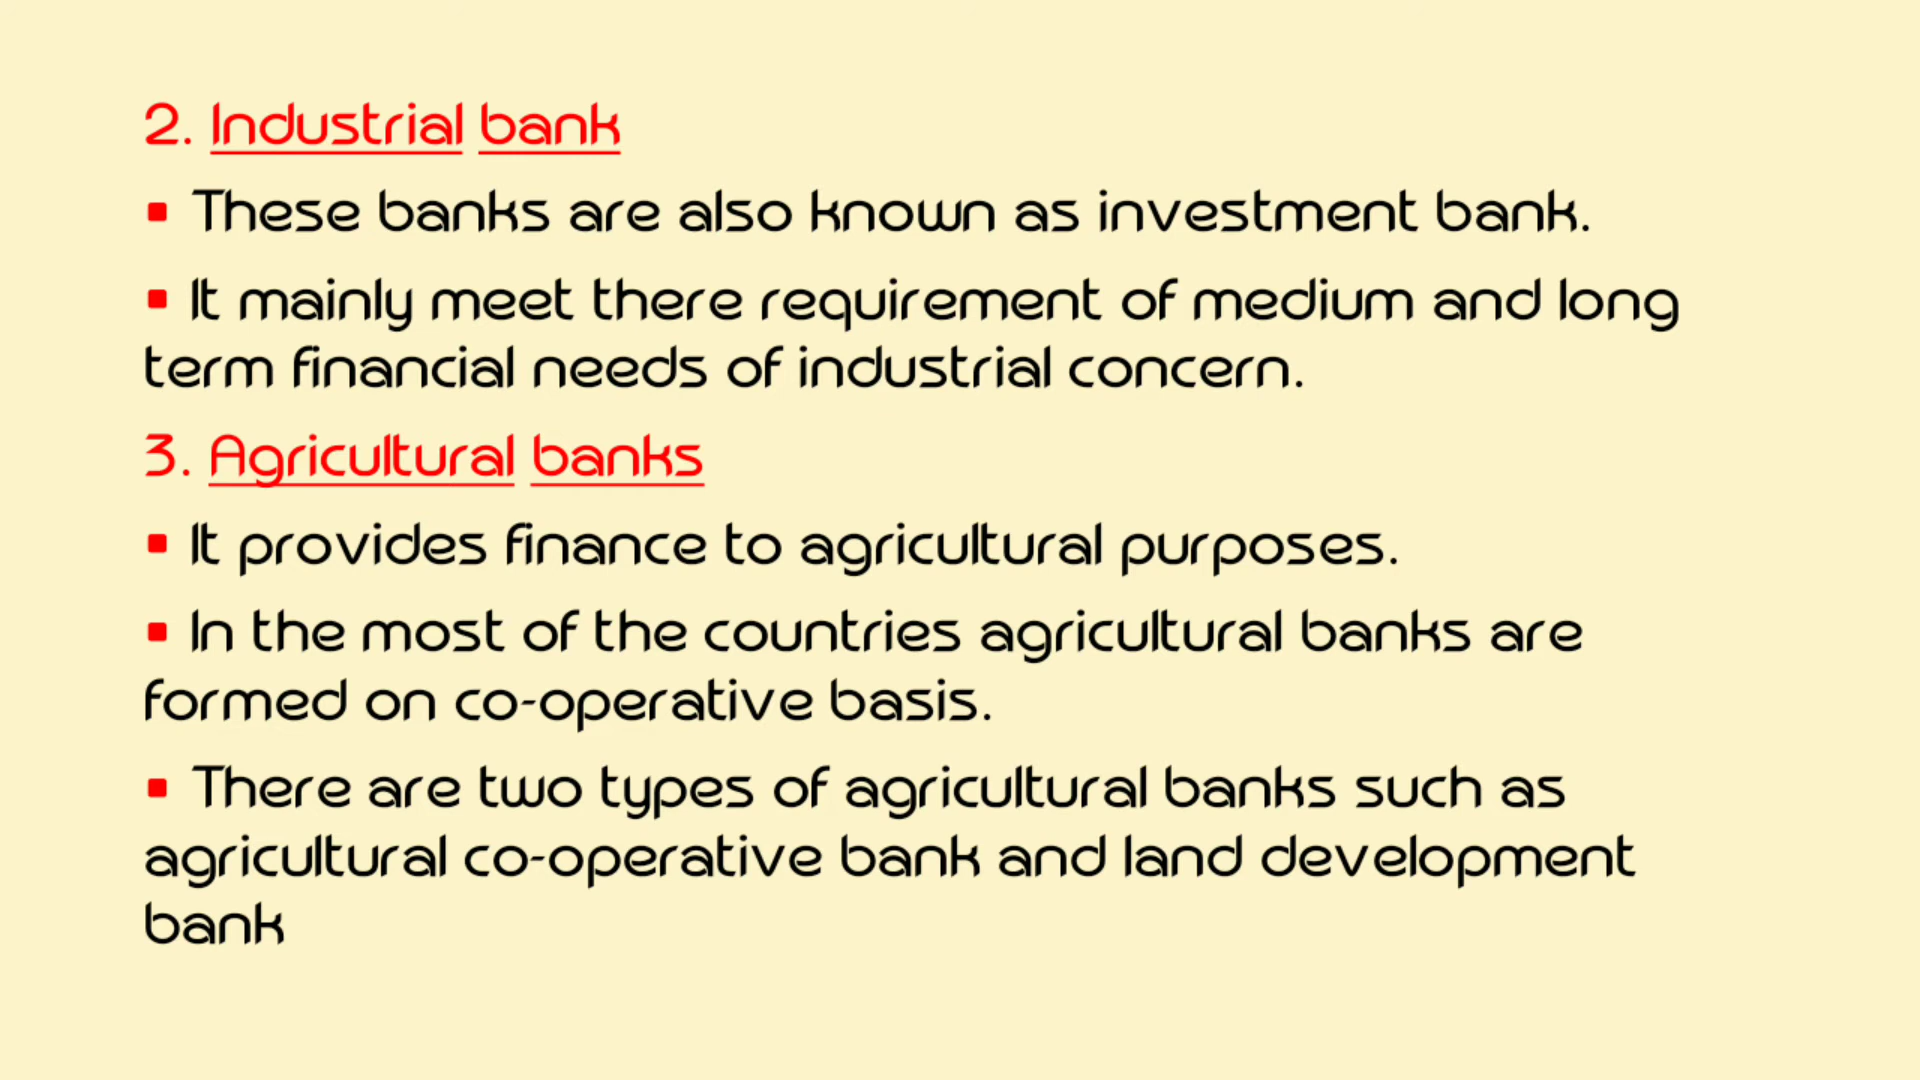 2. Industrial bank
▪ These banks are also known as investment bank.
▪ It mainly meet there requirement of medium and long
term financial needs of industrial concern.
3. Agricultural banks
▪ It provides finance to agricultural purposes.
▪ In the most of the countries agricultural banks are
formed on co-operative basis.
▪ There are two types of agricultural banks such as
agricultural co-operative bank and land development
bank